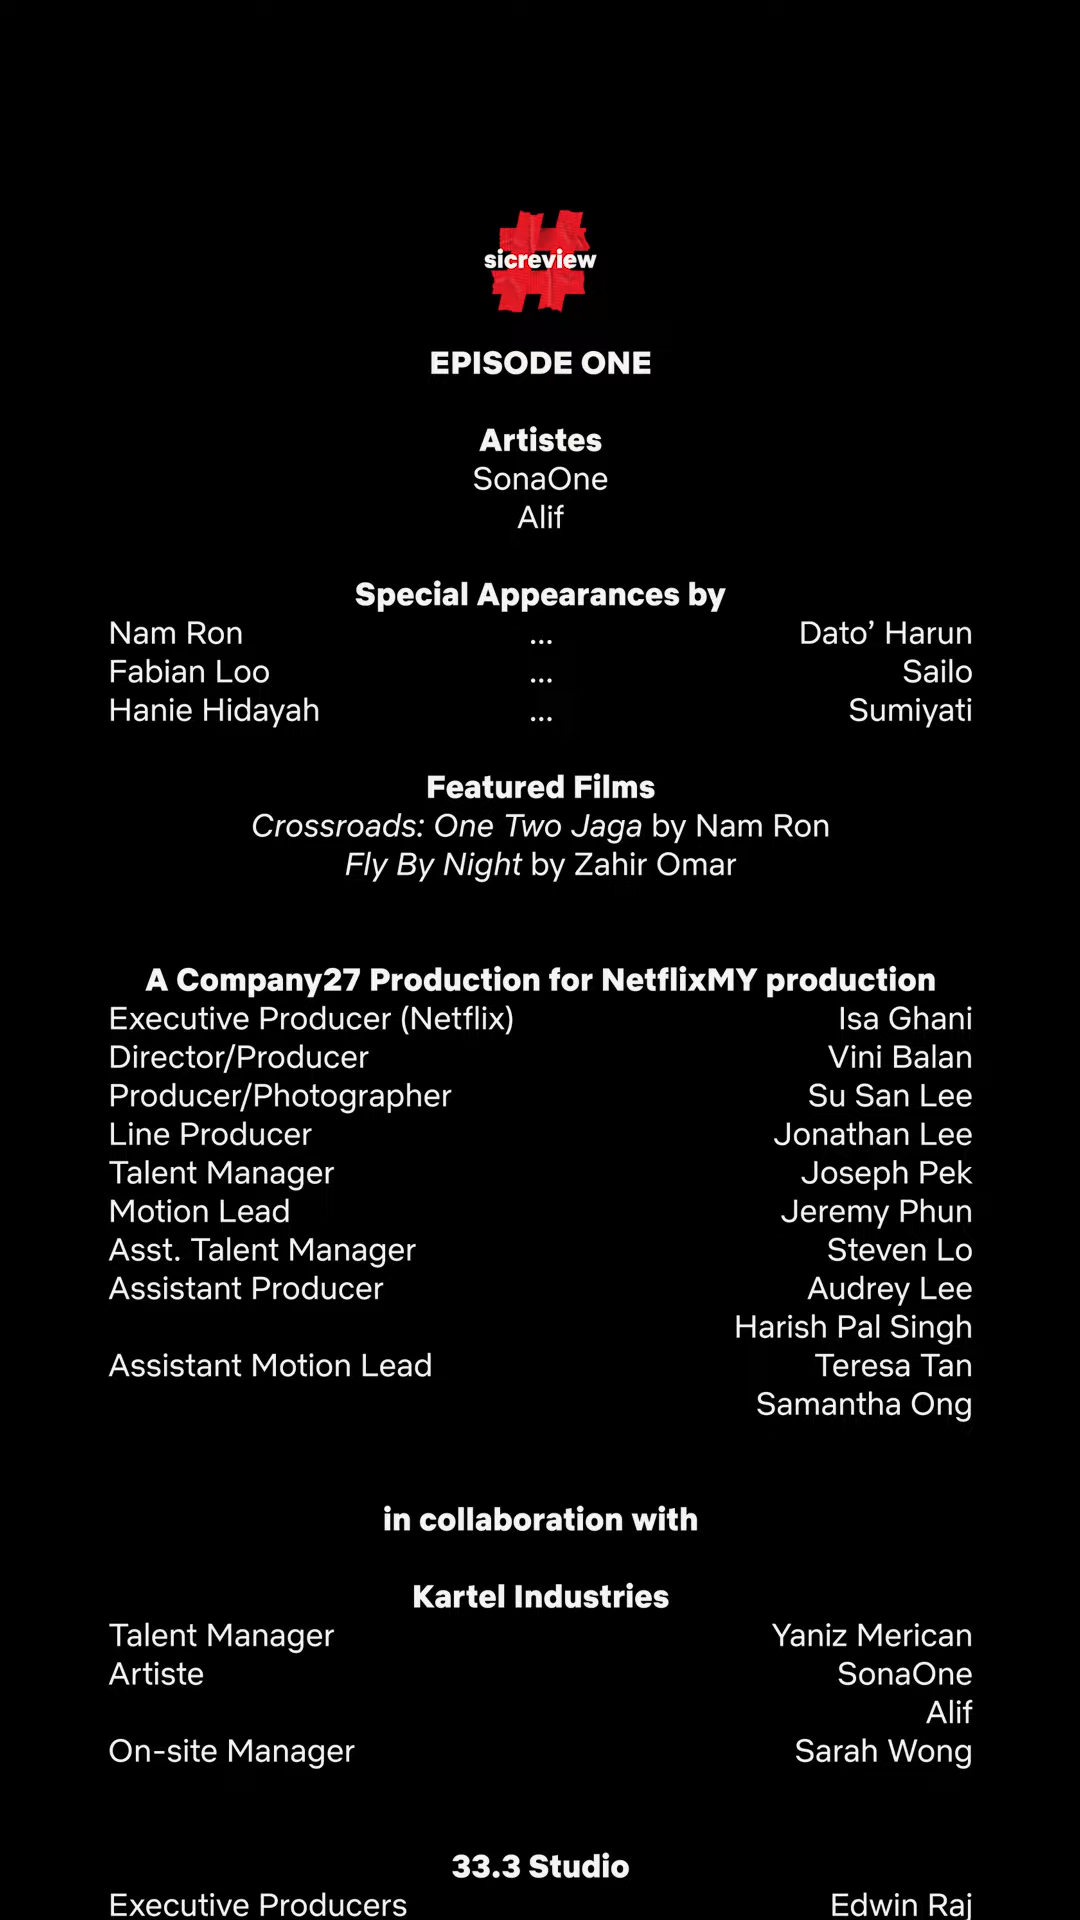 sicreview
EPISODE ONE
Artistes
SonaOne
Alif
Special Appearances by
Nam Ron ... Dato’ Harun
Fabian Loo ... Sailo
Hanie Hidayah ... Sumiyati
Featured Films
Crossroads: One Two Jaga by Nam Ron
Fly By Night by Zahir Omar
A Company27 Production for NetflixMY production
Executive Producer (Netflix) Isa Ghani
Director/Producer Vini Balan
Producer/Photographer Su San Lee
Line Producer Jonathan Lee
Talent Manager Joseph Pek
Motion Lead Jeremy Phun
Asst. Talent Manager Steven Lo
Assistant Producer Audrey Lee
Harish Pal Singh
Assistant Motion Lead Teresa Tan
Samantha Ong
in collaboration with
Kartel Industries
Talent Manager Yaniz Merican
Artiste SonaOne
Alif
On-site Manager Sarah Wong
33.3 Studio
Executive Producers Edwin Raj